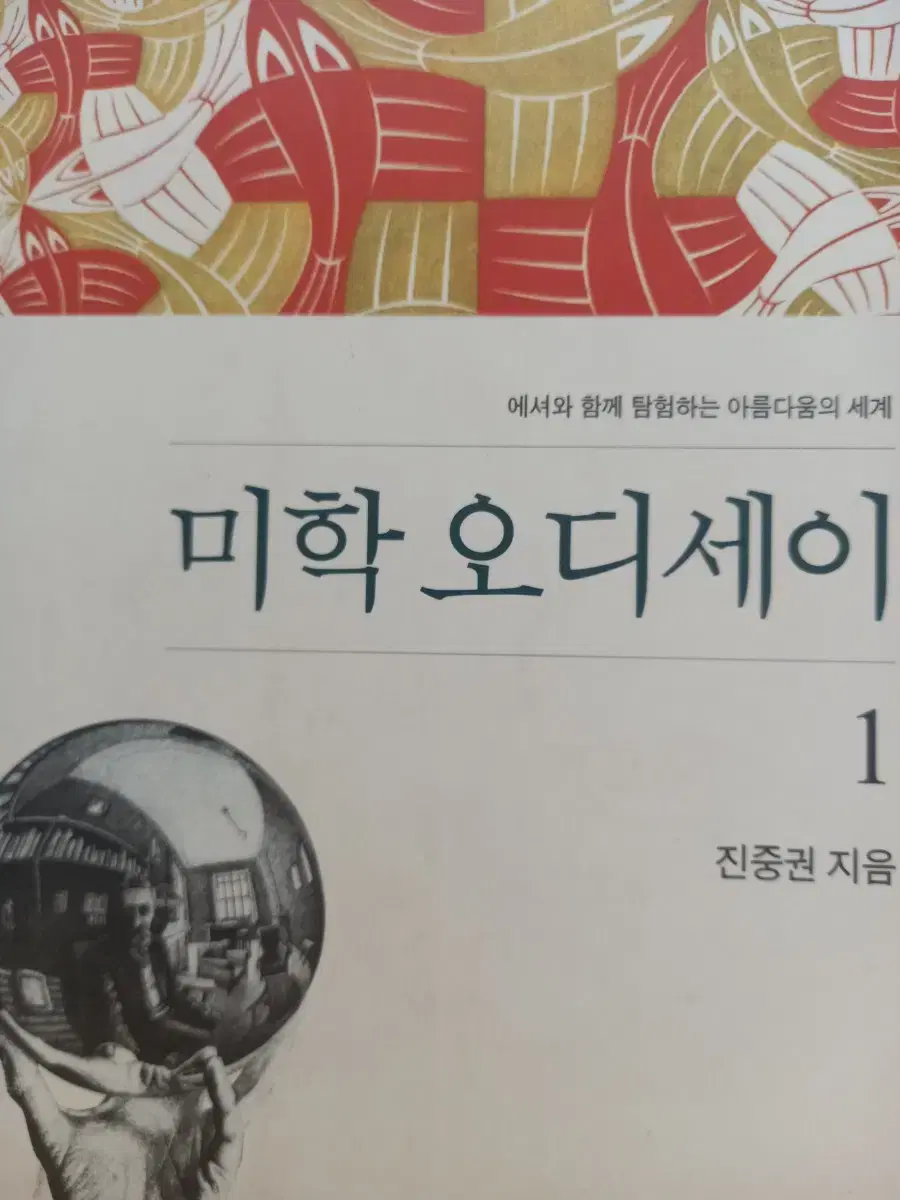 에셔와 함께 탐험하는 아름다움의 세계
미학 오디세이
1
진중권 지음